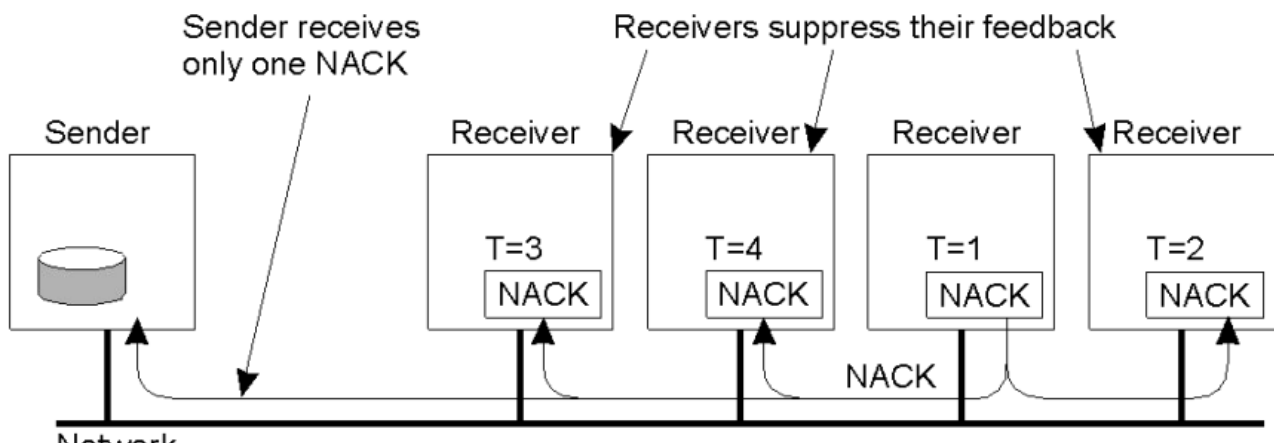 Sender receives
only one NACK
Receivers suppress their feedback
Sender
Receiver
Receiver
Receiver
Receiver
T=3
T=4
T=1
T=2
NACK
NACK
NACK
NACK
NACK
Network